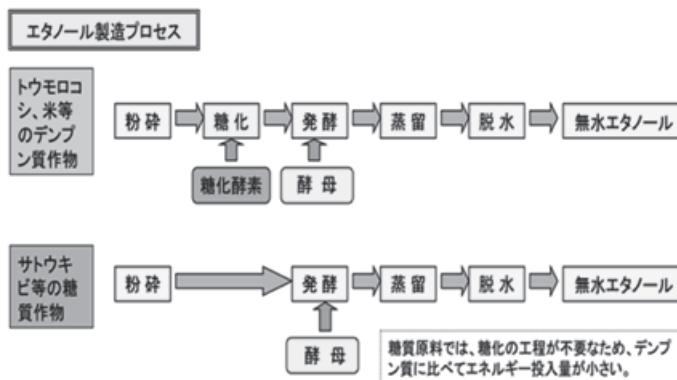 エタノール製造プロセス
トウモロコ
シ、米等
のデンプ
ン質作物
粉砕 糖化 発酵 蒸留 脱水 無水エタノール
糖化酵素 酵母
サトウキ
ビ等の糖
質作物
粉砕 発酵 蒸留 脱水 無水エタノール
酵母
糖質原料では、糖化の工程が不要なため、デンプ
ン質に比べてエネルギー投入量が小さい。